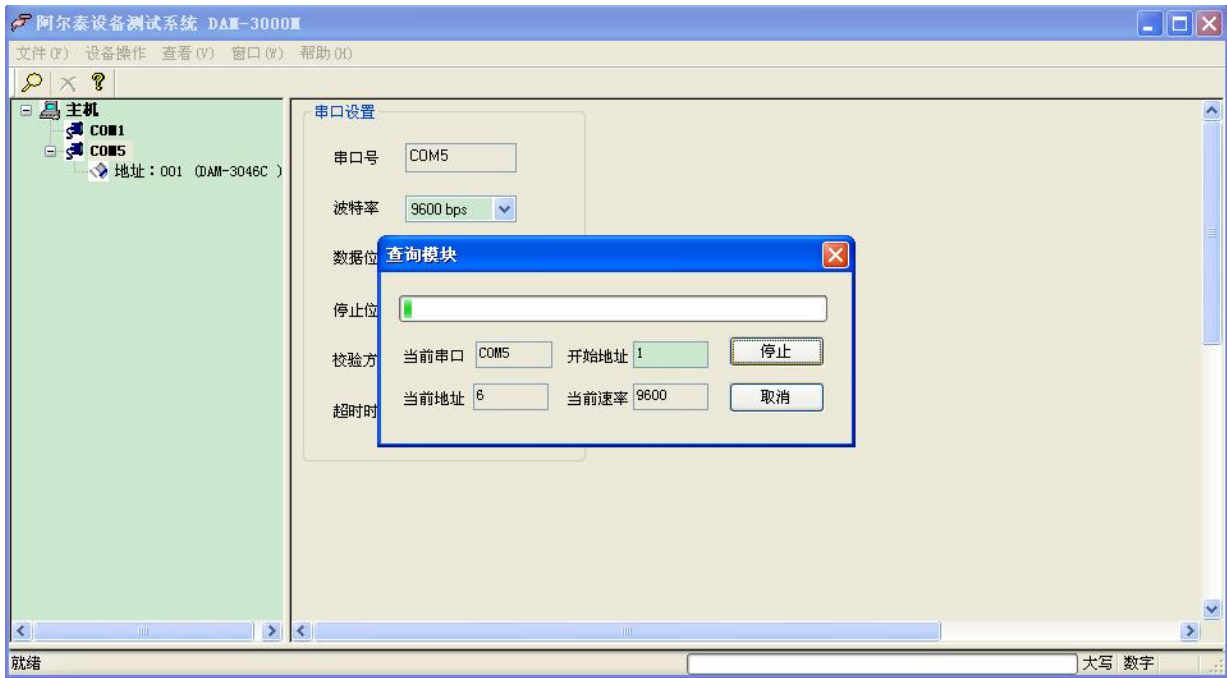 阿尔泰设备测试系统 DAM-3000M
文件(F) 设备操作 查看(V) 窗口(W) 帮助(H)
主机
COM1
COM5
地址：001 (DAM-3046C )
串口设置
串口号 COM5
波特率 9600 bps
数据位
停止位
校验方
超时时
查询模块
当前串口 COM5 开始地址 1 停止
当前地址 6 当前速率 9600 取消
就绪 大写 数字